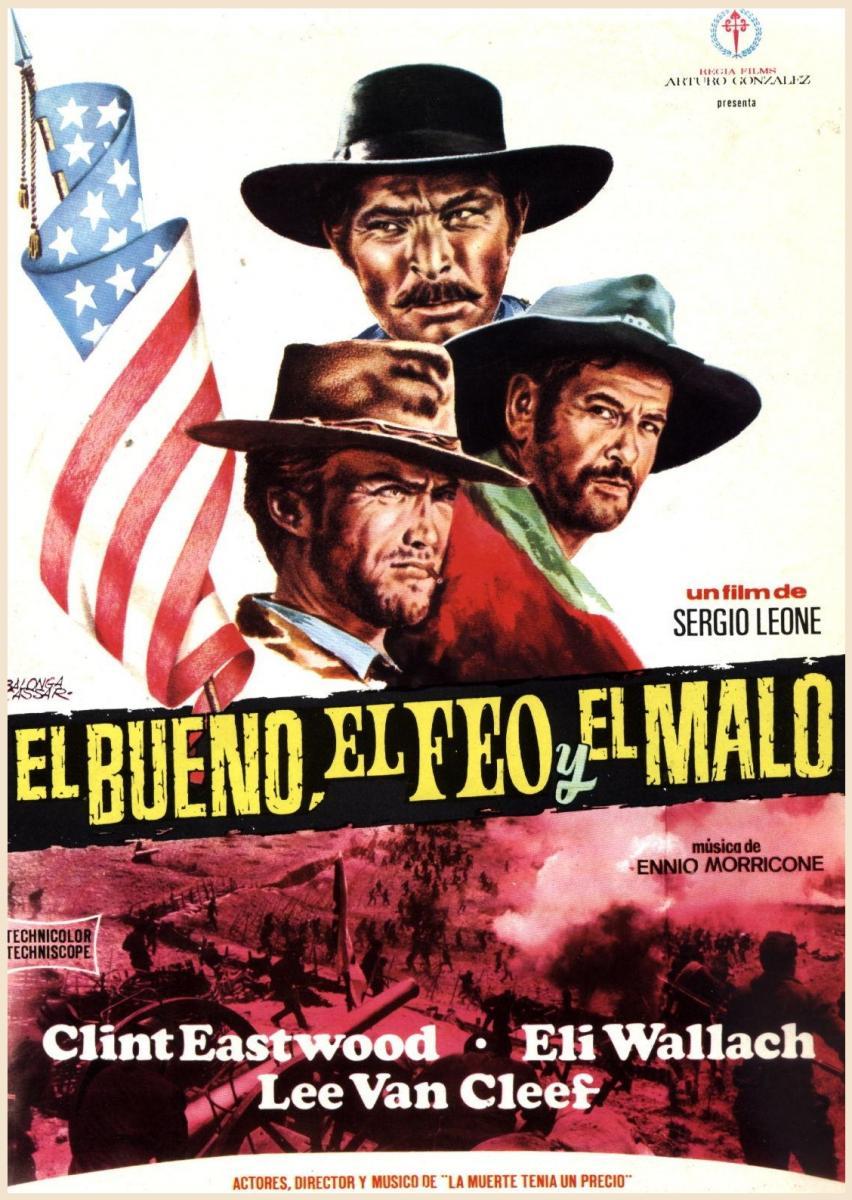 REGIA FILMS
ARTURO GONZALEZ
presenta
un film de
SERGIO LEONE
BALONGA
EL BUENO, EL FEO y EL MALO
música de
ENNIO MORRICONE
TECHNICOLOR
TECHNISCOPE
Clint Eastwood · Eli Wallach
Lee Van Cleef
ACTORES, DIRECTOR Y MUSICO DE "LA MUERTE TENIA UN PRECIO"